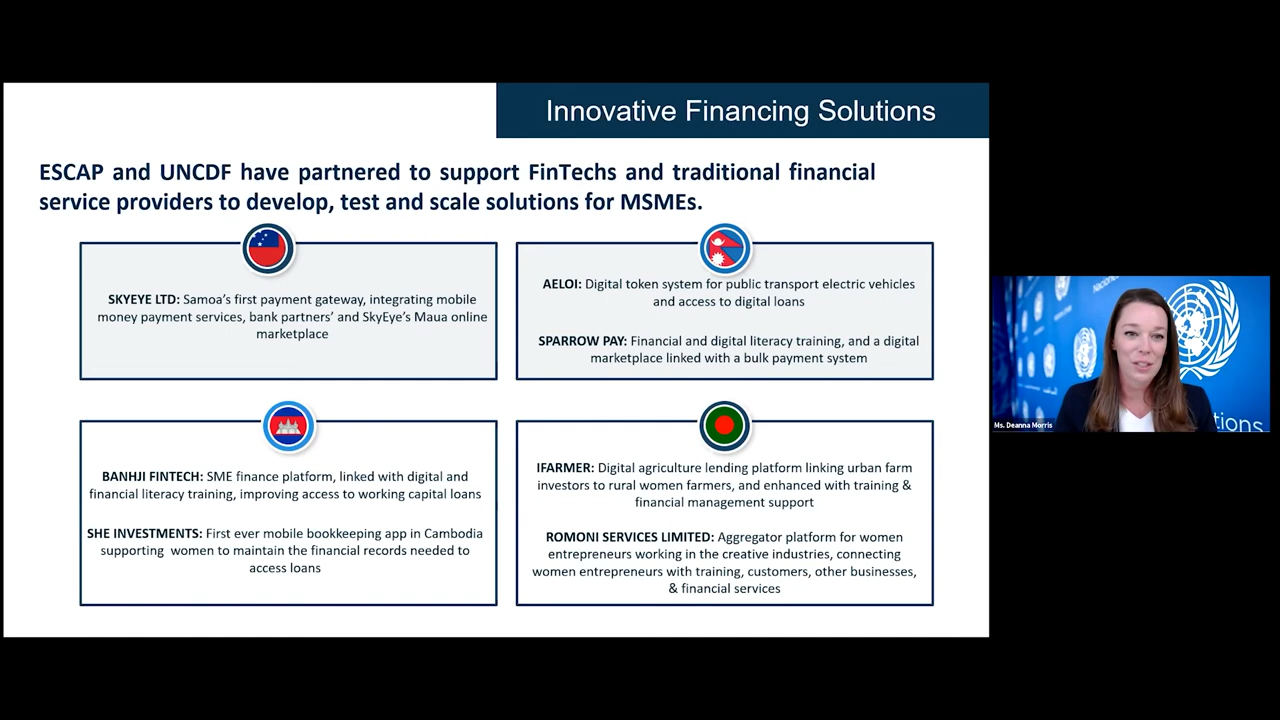 Innovative Financing Solutions
ESCAP and UNCDF have partnered to support FinTechs and traditional financial
service providers to develop, test and scale solutions for MSMEs.
SKYEYE LTD: Samoa's first payment gateway, integrating mobile
money payment services, bank partners' and SkyEye's Maua online
marketplace
AELOI: Digital token system for public transport electric vehicles
and access to digital loans
SPARROW PAY: Financial and digital literacy training, and a digital
marketplace linked with a bulk payment system
BANHJI FINTECH: SME finance platform, linked with digital and
financial literacy training, improving access to working capital loans
SHE INVESTMENTS: First ever mobile bookkeeping app in Cambodia
supporting women to maintain the financial records needed to
access loans
IFARMER: Digital agriculture lending platform linking urban farm
investors to rural women farmers, and enhanced with training &
financial management support
ROMONI SERVICES LIMITED: Aggregator platform for women
entrepreneurs working in the creative industries, connecting
women entrepreneurs with training, customers, other businesses,
& financial services
Ms. Deanna Morris